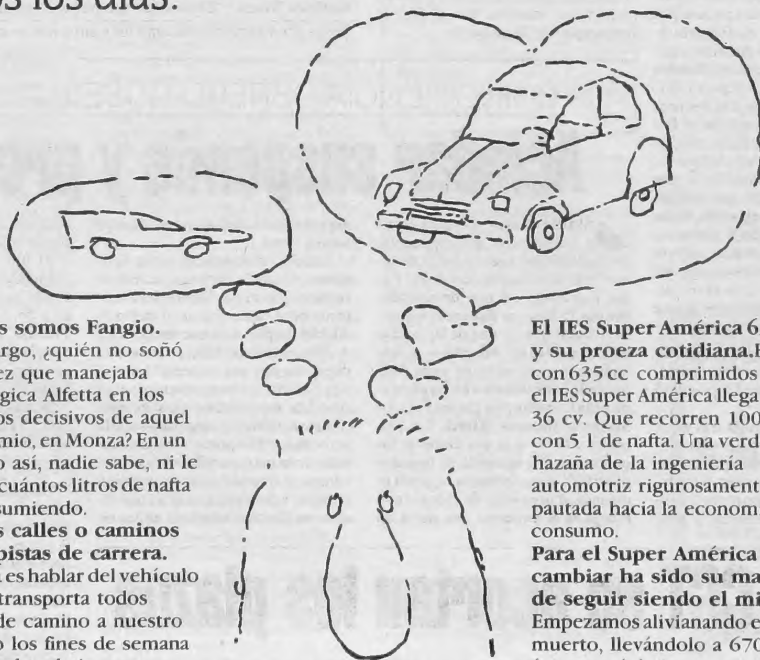 os los días.
s somos Fangio.
rgo, ¿quién no soñó
ez que manejaba
gica Alfetta en los
os decisivos de aquel
mio, en Monza? En un
o así, nadie sabe, ni le
cuántos litros de nafta
sumiendo.
s calles o caminos
pistas de carrera.
a es hablar del vehículo
transporta todos
de camino a nuestro
o los fines de semana
El IES Super América 6
y su proeza cotidiana.
con 635 cc comprimidos
el IES Super América llega
36 cv. Que recorren 100
con 5 l de nafta. Una verd
hazaña de la ingeniería
automotriz rigurosament
pautada hacia la econom
consumo.
Para el Super América
cambiar ha sido su ma
de seguir siendo el mi
Empezamos alivianando e
muerto, llevándolo a 670